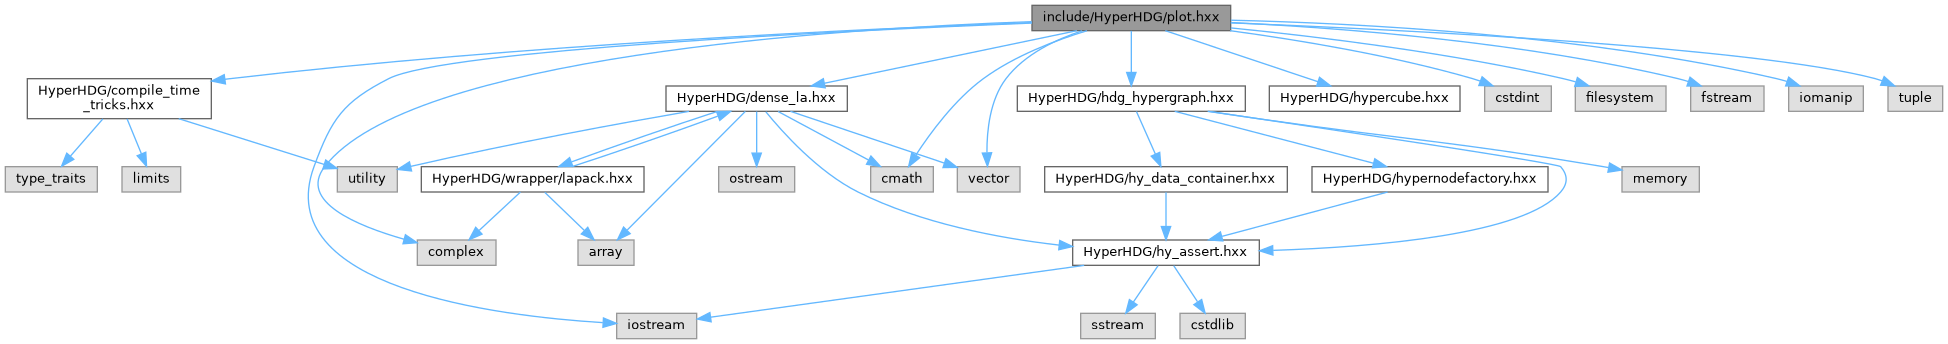 include/HyperHDG/plot.hxx
HyperHDG/compile_time
_tricks.hxx
HyperHDG/dense_la.hxx
HyperHDG/hdg_hypergraph.hxx
HyperHDG/hypercube.hxx
cstdint
filesystem
fstream
iomanip
tuple
type_traits
limits
utility
HyperHDG/wrapper/lapack.hxx
ostream
cmath
vector
HyperHDG/hy_data_container.hxx
HyperHDG/hypernodefactory.hxx
memory
complex
array
HyperHDG/hy_assert.hxx
iostream
sstream
cstdlib